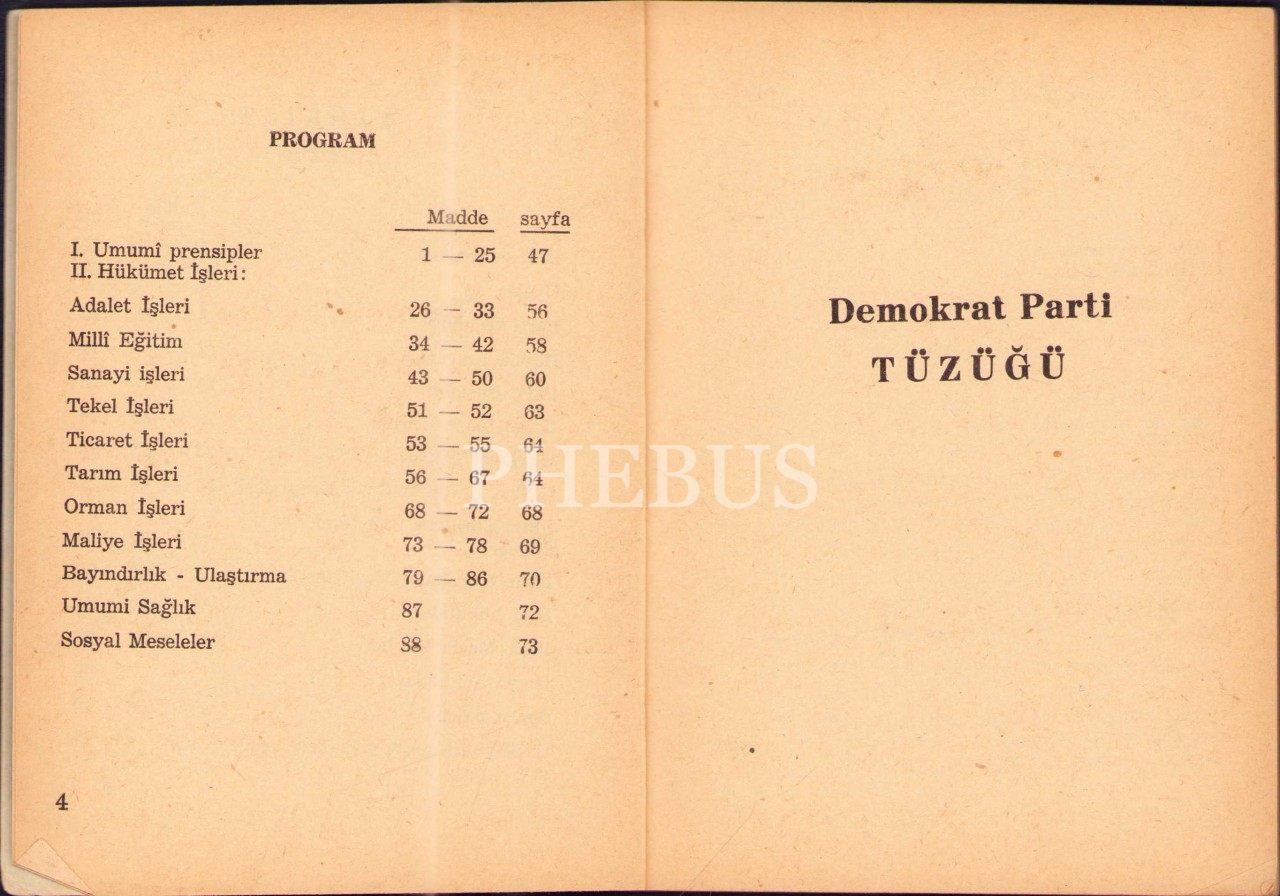 PROGRAM
Madde sayfa
I. Umumî prensipler 1 — 25 47
II. Hükümet İşleri:
Adalet İşleri 26 — 33 56
Millî Eğitim 34 — 42 58
Sanayi işleri 43 — 50 60
Tekel İşleri 51 — 52 63
Ticaret İşleri 53 — 55 64
Tarım İşleri 56 — 67 64
Orman İşleri 68 — 72 68
Maliye İşleri 73 — 78 69
Bayındırlık - Ulaştırma 79 — 86 70
Umumi Sağlık 87 72
Sosyal Meseleler 88 73
4
Demokrat Parti
TÜZÜĞÜ
PHEBUS